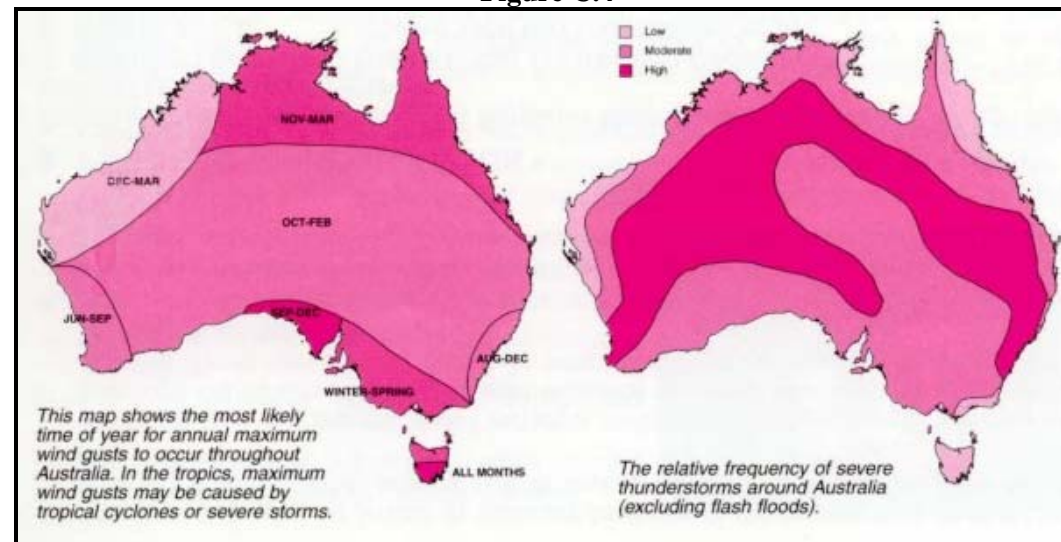 Low
Moderate
High
NOV-MAR
DEC-MAR
OCT-FEB
JUN-SEP
SEP-DEC
AUG-DEC
WINTER-SPRING
ALL MONTHS
This map shows the most likely
time of year for annual maximum
wind gusts to occur throughout
Australia. In the tropics, maximum
wind gusts may be caused by
tropical cyclones or severe storms.
The relative frequency of severe
thunderstorms around Australia
(excluding flash floods).